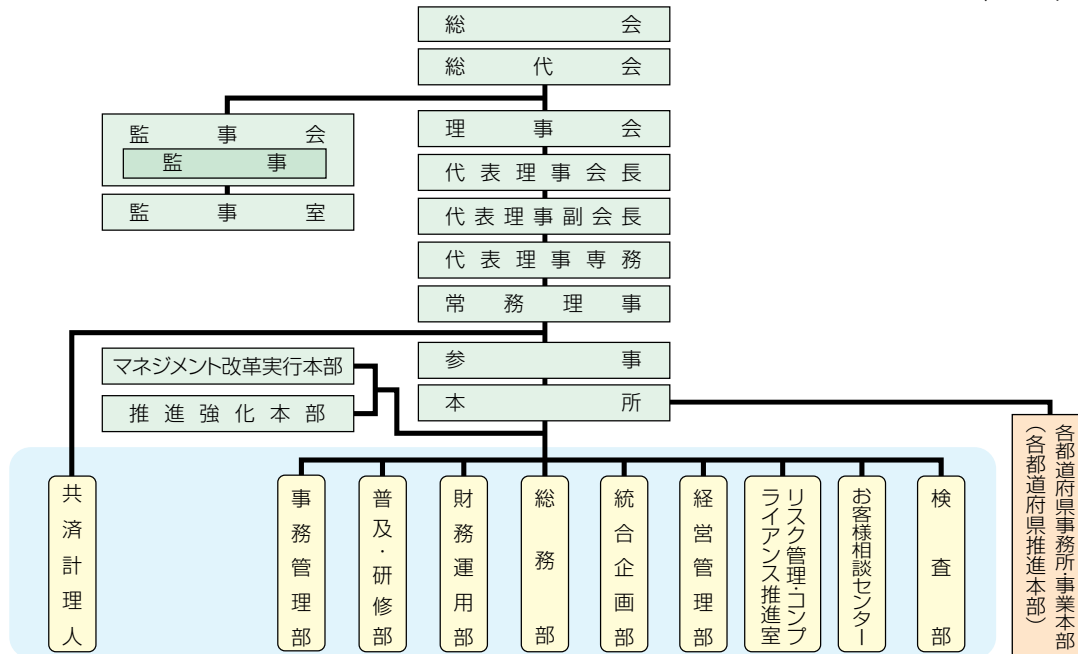 総会
総代会
監事会
監事
監事室
理事会
代表理事会長
代表理事副会長
代表理事専務
常務理事
参事
本所
マネジメント改革実行本部
推進強化本部
共済計理人
事務管理部
普及・研修部
財務運用部
総務部
統合企画部
経営管理部
リスク管理・コンプ
ライアンス推進室
お客様相談センター
検査部
各都道府県事務所・事業本部
（各都道府県推進本部）